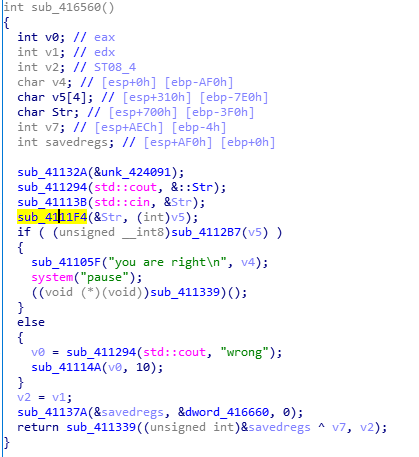 int sub_416560()
{
  int v0; // eax
  int v1; // edx
  int v2; // ST08_4
  char v4; // [esp+0h] [ebp-AF0h]
  char v5[4]; // [esp+310h] [ebp-7E0h]
  char Str; // [esp+700h] [ebp-3F0h]
  int v7; // [esp+AECh] [ebp-4h]
  int savedregs; // [esp+AF0h] [ebp+0h]

  sub_41132A(&unk_424091);
  sub_411294(std::cout, &::Str);
  sub_41113B(std::cin, &Str);
  sub_4111F4(&Str, (int)v5);
  if ( (unsigned __int8)sub_4112B7(v5) )
  {
    sub_41105F("you are right\n", v4);
    system("pause");
    ((void (*)(void))sub_411339)();
  }
  else
  {
    v0 = sub_411294(std::cout, "wrong");
    sub_41114A(v0, 10);
  }
  v2 = v1;
  sub_41137A(&savedregs, &dword_416660, 0);
  return sub_411339((unsigned int)&savedregs ^ v7, v2);
}